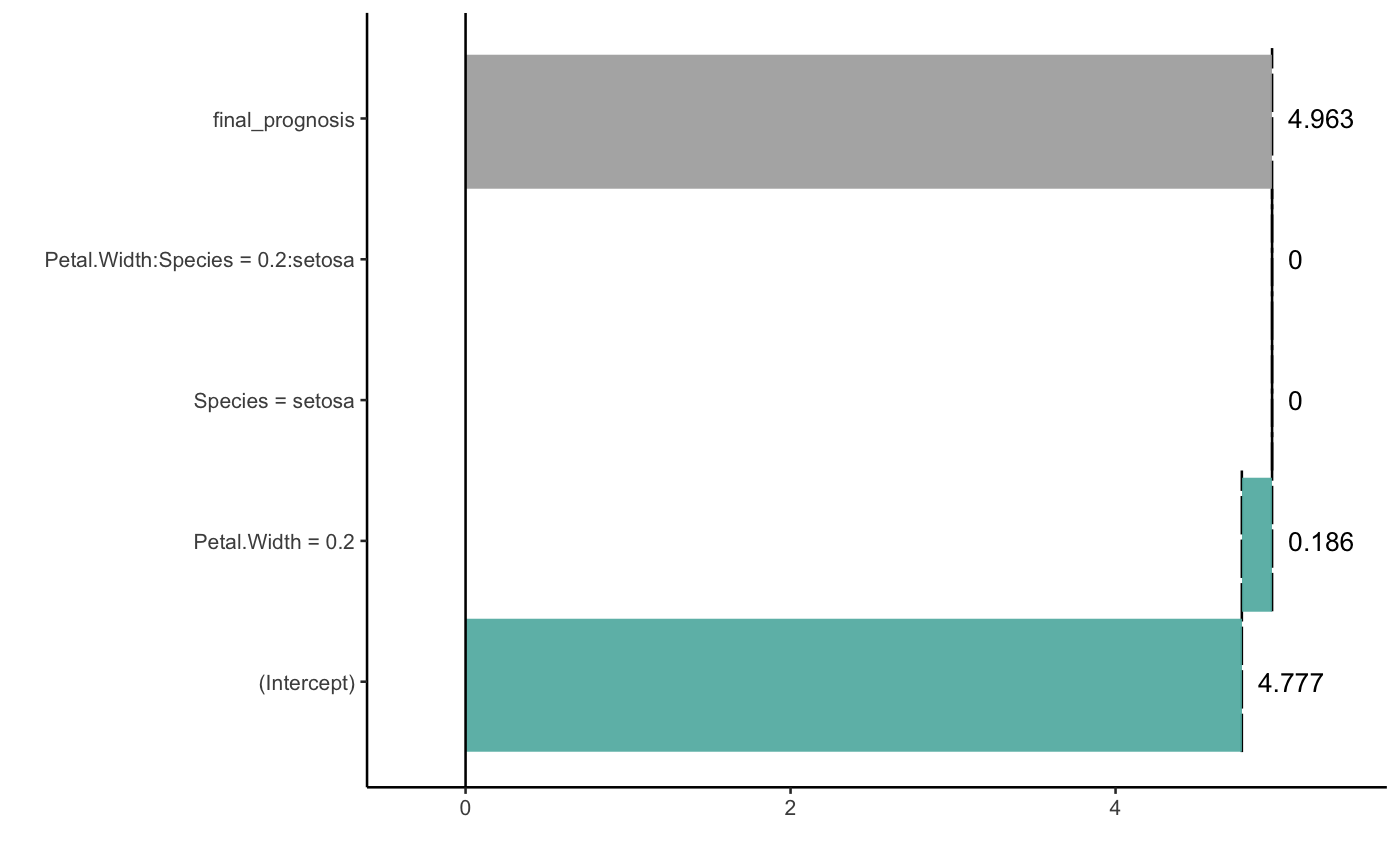 final_prognosis 4.963
Petal.Width:Species = 0.2:setosa 0
Species = setosa 0
Petal.Width = 0.2 0.186
(Intercept) 4.777
0 2 4